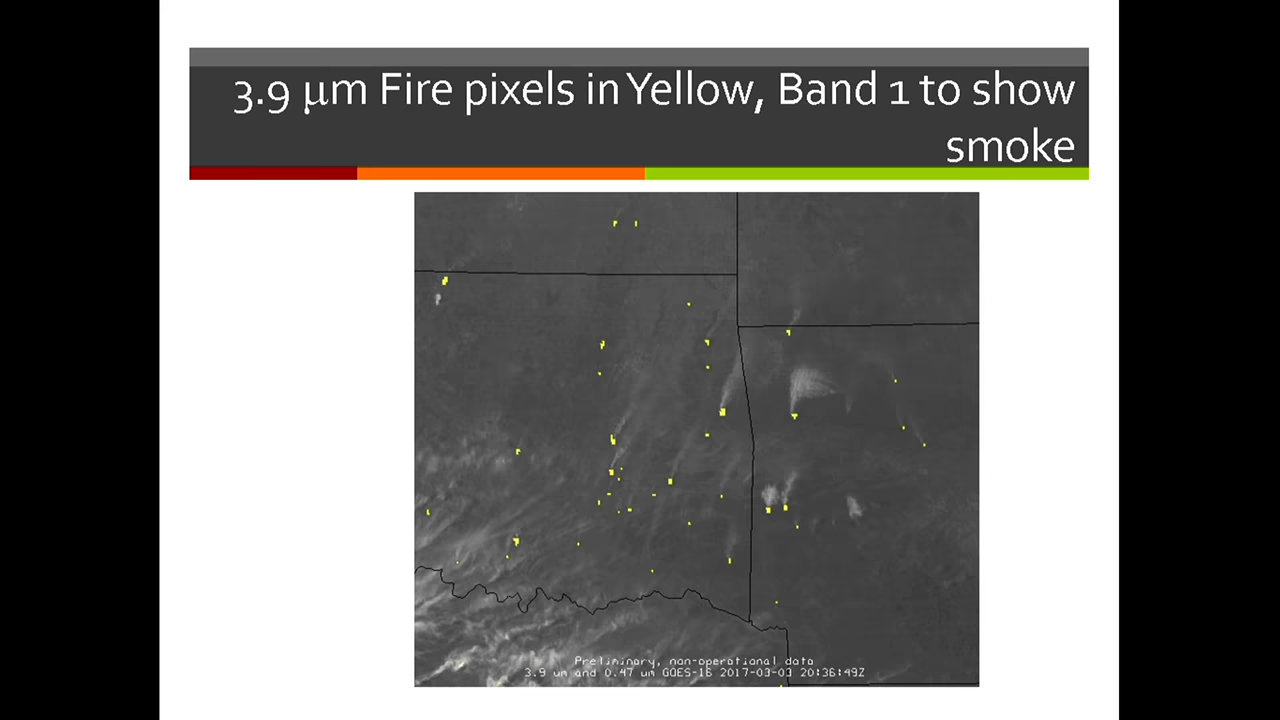 3.9 μm Fire pixels in Yellow, Band 1 to show
smoke
Preliminary, non-operational data
3.9 um and 0.47 um GOES-16 2017-03-03 20:36:49Z